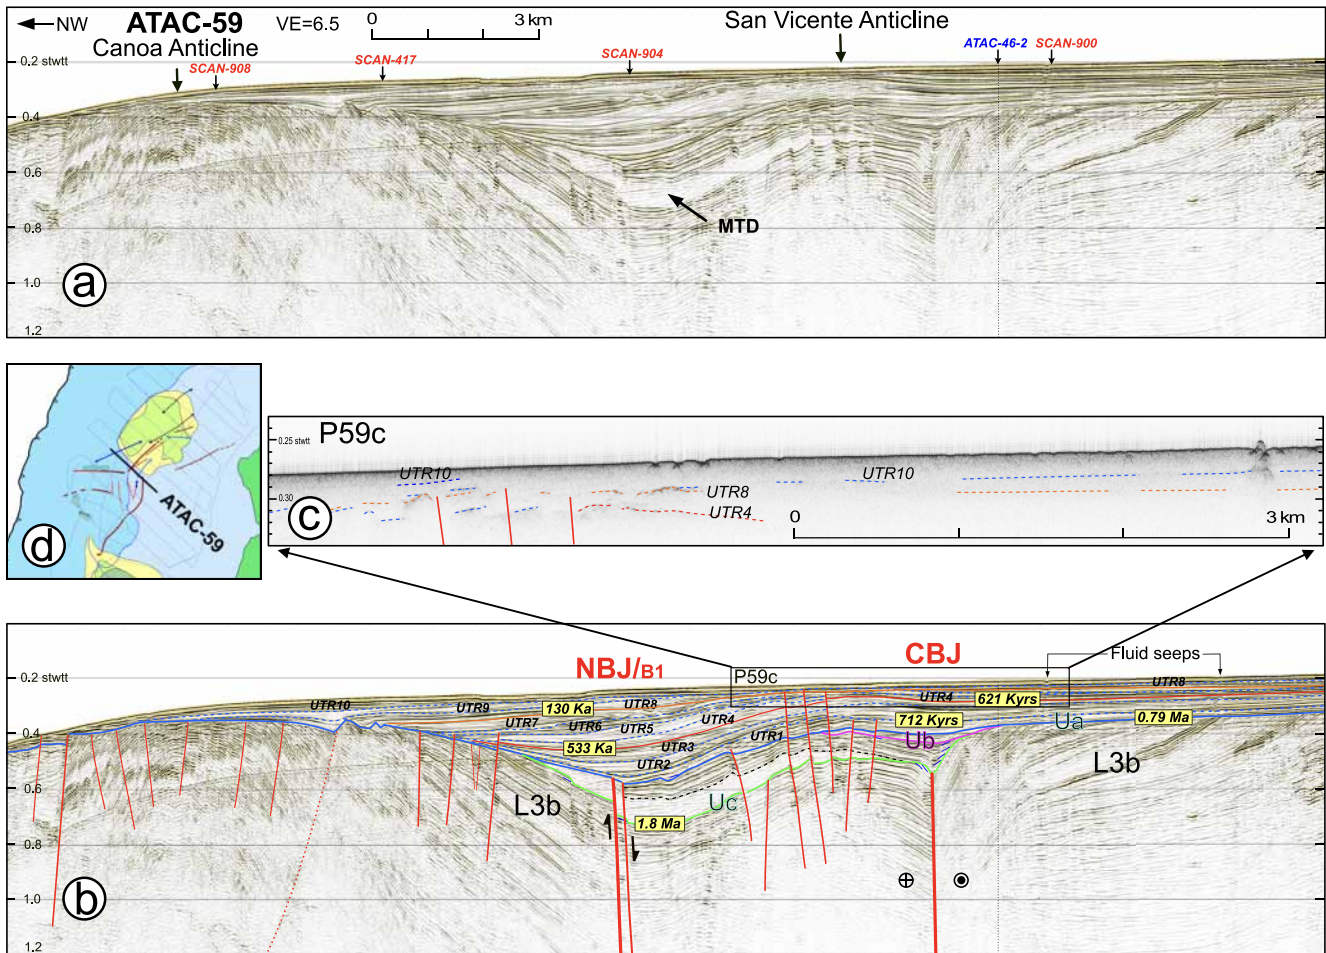 NW ATAC-59 VE=6.5 0 3 km San Vicente Anticline
Canoa Anticline
ATAC-46-2 SCAN-900
SCAN-908 SCAN-417 SCAN-904
0.2 stwtt
0.4
0.6
MTD
0.8
1.0
a
1.2
ATAC-59
d
P59c
0.25 stwtt
UTR10 UTR10
UTR8
0.30
UTR4
c
0 3 km
NBJ/B1 CBJ Fluid seeps
0.2 stwtt
P59c
UTR8
UTR10 UTR9 130 Ka UTR8 UTR4 621 Kyrs
UTR7 UTR6 UTR5 UTR4 712 Kyrs Ua 0.79 Ma
0.4
533 Ka UTR3 UTR1 Ub
UTR2
L3b
0.6
L3b Uc
1.8 Ma
0.8
b
1.0
1.2